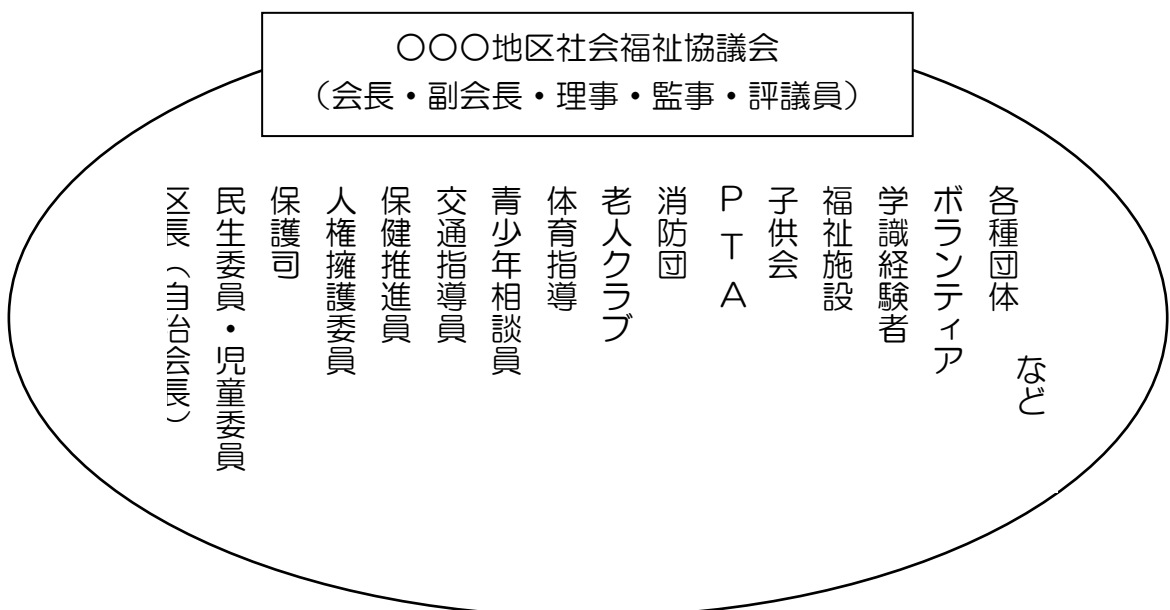 〇〇〇地区社会福祉協議会
（会長・副会長・理事・監事・評議員）
区長（自治会長）
民生委員・児童委員
保護司
人権擁護委員
保健推進員
交通指導員
青少年相談員
体育指導
老人クラブ
消防団
ＰＴＡ
子供会
福祉施設
学識経験者
ボランティア
各種団体
など